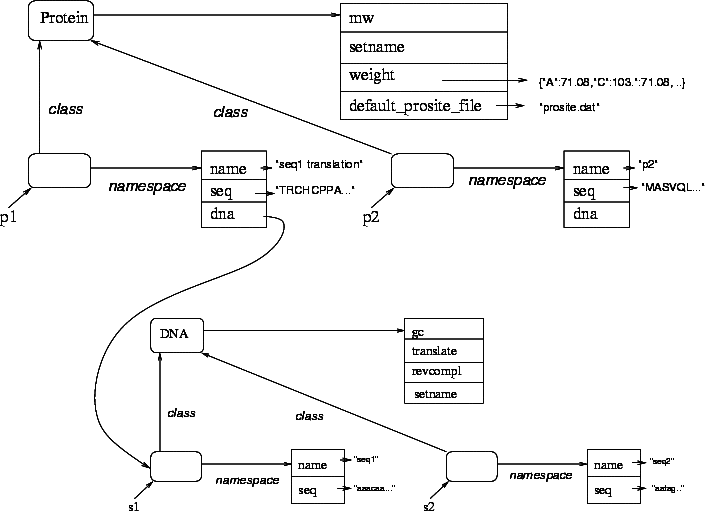 Protein
mw
setname
weight
{"A":71.08,"C":103.":71.08,..}
default_prosite_file
"prosite.dat"
class
class
name
"seq1 translation"
namespace
seq
"TRCHCPPA..."
dna
p1
name
"p2"
namespace
seq
"MASVQL..."
dna
p2
DNA
gc
translate
revcompl
setname
class
class
name
"seq1"
namespace
seq
"aaacaa..."
s1
name
"seq2"
namespace
seq
"aatag.."
s2